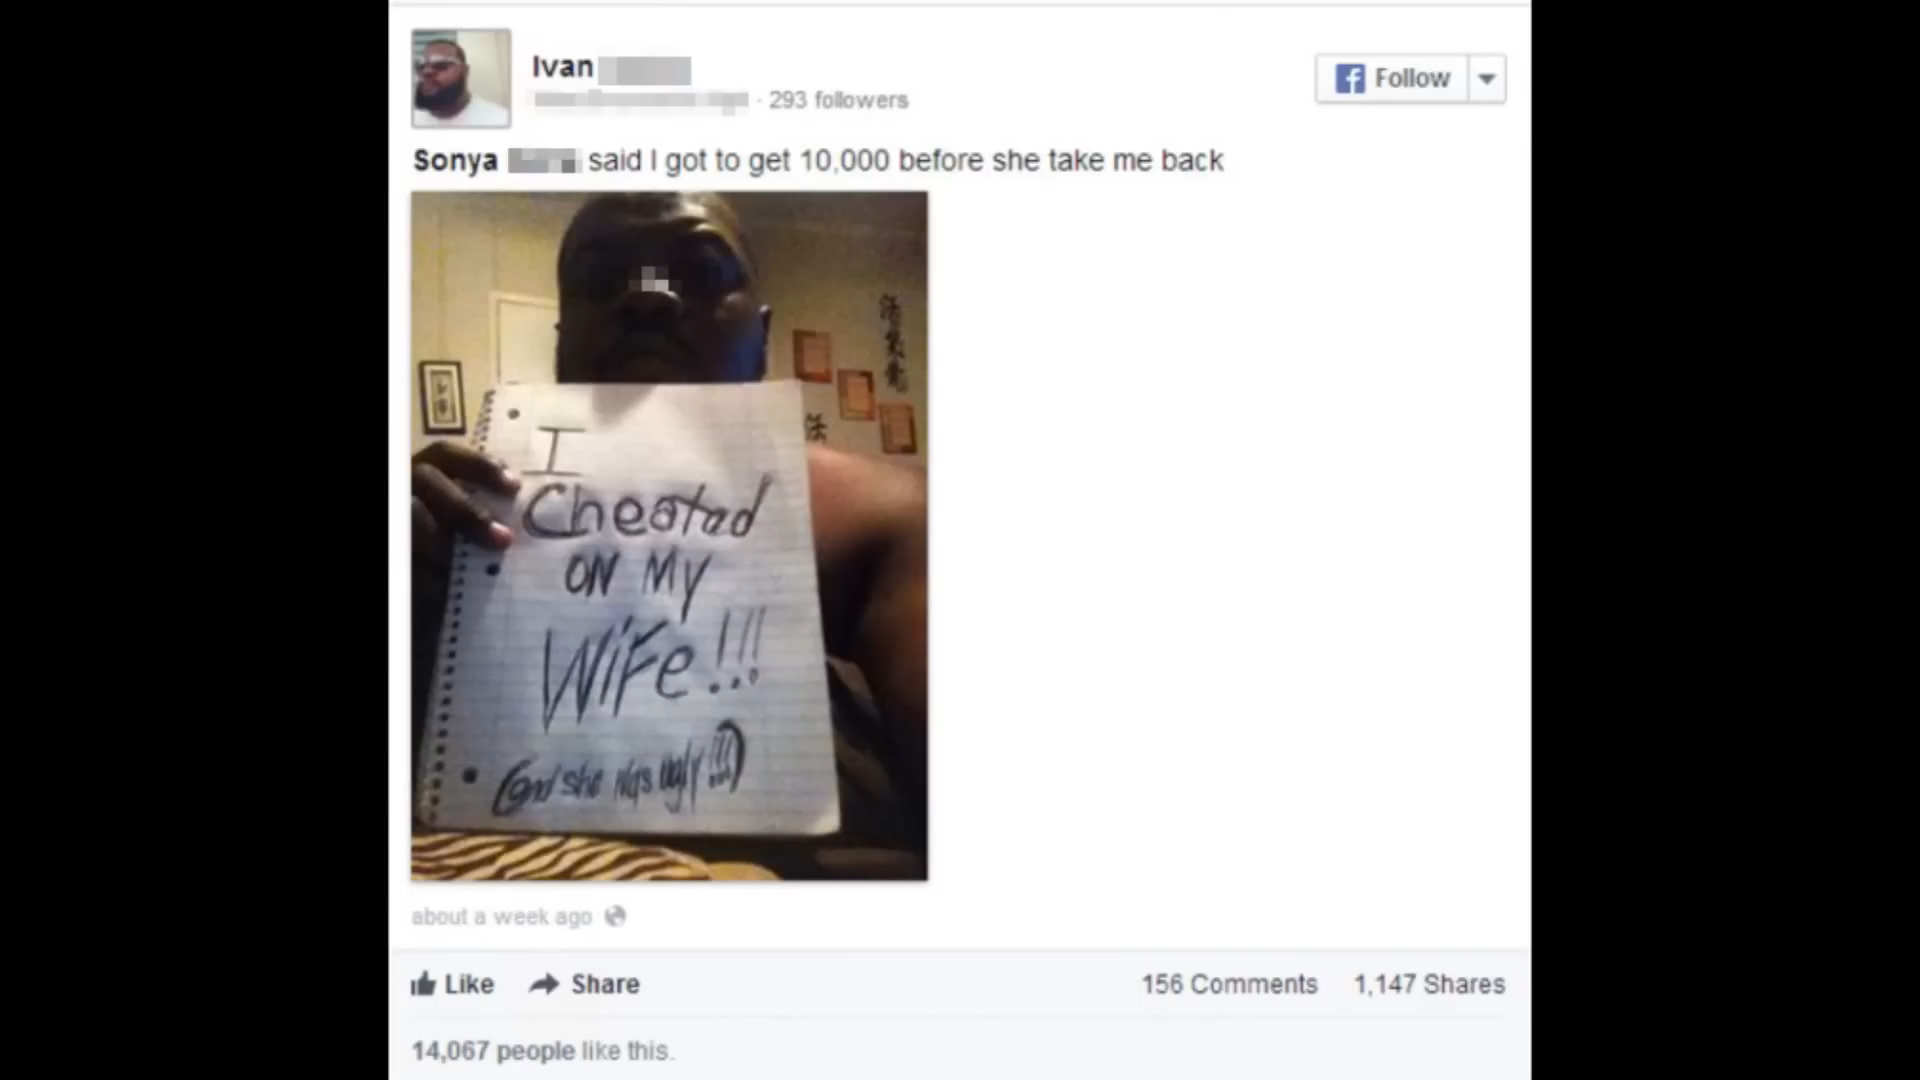 Ivan
· 293 followers
Follow
Sonya said I got to get 10,000 before she take me back
I
Cheated
ON MY
WiFe!!!
(and she was ugly!!!)
about a week ago
Like Share 156 Comments 1,147 Shares
14,067 people like this.